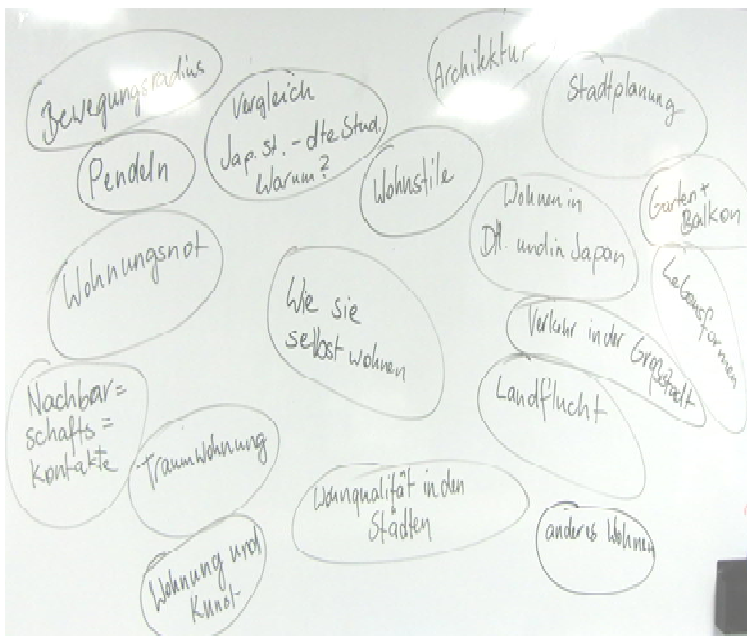 Bewegungsradius
Vergleich
Jap. St. - dte Stud.
Warum?
Architektur
Stadtplanung
Pendeln
Wohnstile
Wohnen in
Dtl. und in Japan
Garten +
Balkon
Wohnungsnot
Wie sie
selbst wohnen
Lebensformen
Verkehr in der Großstadt
Landflucht
Nachbar=
schafts=
Kontakte
Traumwohnung
Wohnqualität in den
Städten
anderes Wohnen
Wohnung und
Kunst